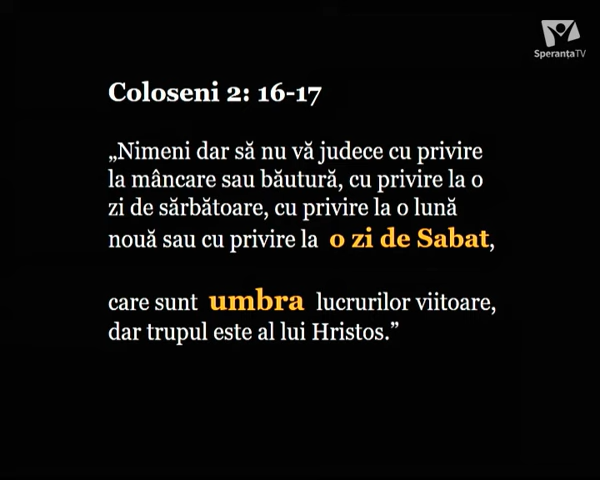 SperanțaTV
Coloseni 2: 16-17
„Nimeni dar să nu vă judece cu privire
la mâncare sau băutură, cu privire la o
zi de sărbătoare, cu privire la o lună
nouă sau cu privire la o zi de Sabat,
care sunt umbra lucrurilor viitoare,
dar trupul este al lui Hristos.”